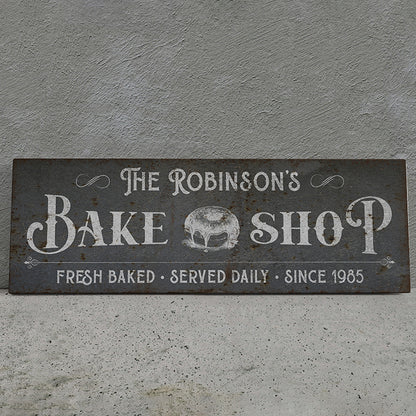 The Robinson's
Bake Shop
Fresh Baked • Served Daily • Since 1985